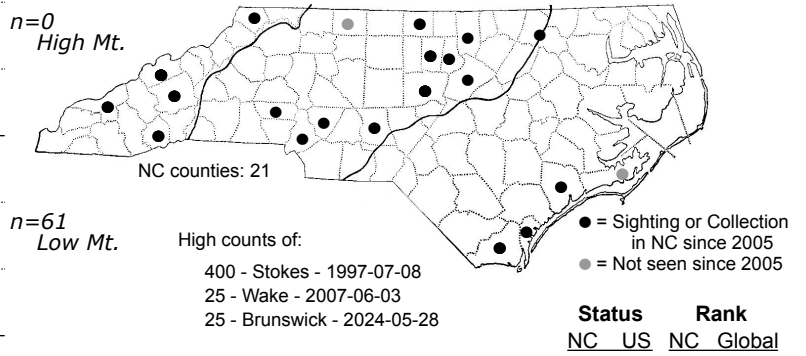 n=0
High Mt.
NC counties: 21
n=61
Low Mt.
High counts of:
400 - Stokes - 1997-07-08
25 - Wake - 2007-06-03
25 - Brunswick - 2024-05-28
● = Sighting or Collection
in NC since 2005
● = Not seen since 2005
Status Rank
NC US NC Global